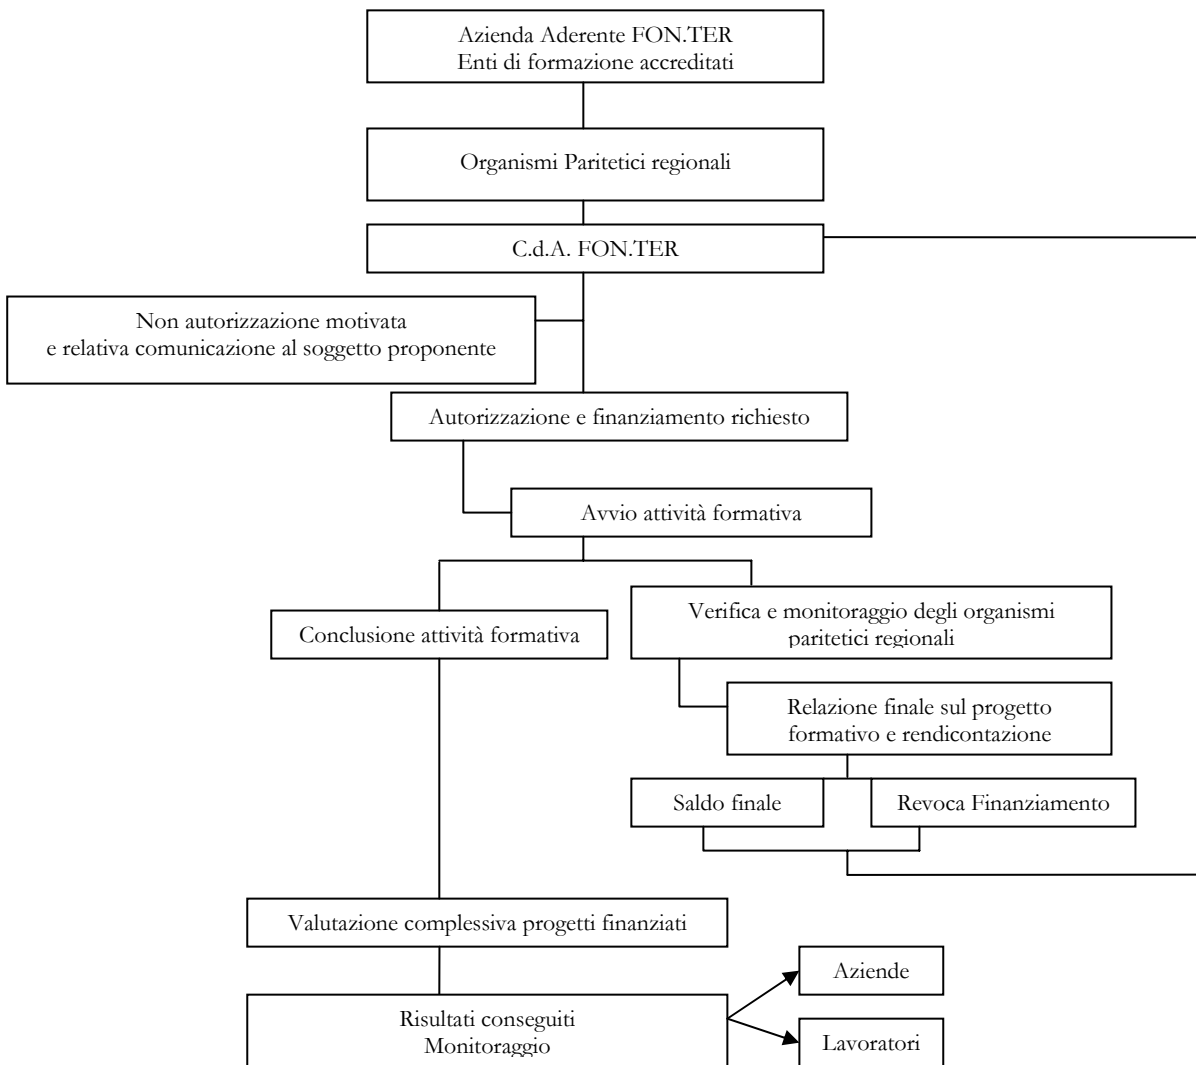 Azienda Aderente FON.TER
Enti di formazione accreditati
Organismi Paritetici regionali
C.d.A. FON.TER
Non autorizzazione motivata
e relativa comunicazione al soggetto proponente
Autorizzazione e finanziamento richiesto
Avvio attività formativa
Conclusione attività formativa
Verifica e monitoraggio degli organismi
paritetici regionali
Relazione finale sul progetto
formativo e rendicontazione
Saldo finale
Revoca Finanziamento
Valutazione complessiva progetti finanziati
Aziende
Risultati conseguiti
Monitoraggio
Lavoratori